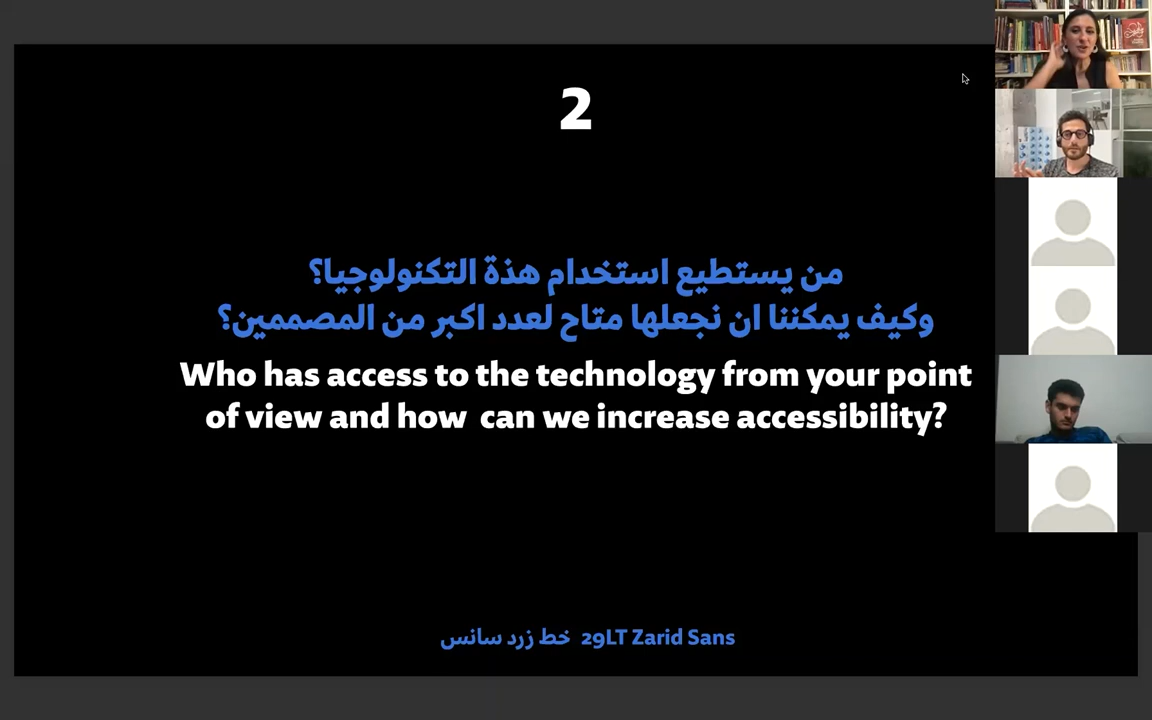 2
من يستطيع استخدام هذة التكنولوجيا؟
وكيف يمكننا ان نجعلها متاح لعدد اكبر من المصممين؟
Who has access to the technology from your point
of view and how  can we increase accessibility?
خط زرد سانس  29LT Zarid Sans